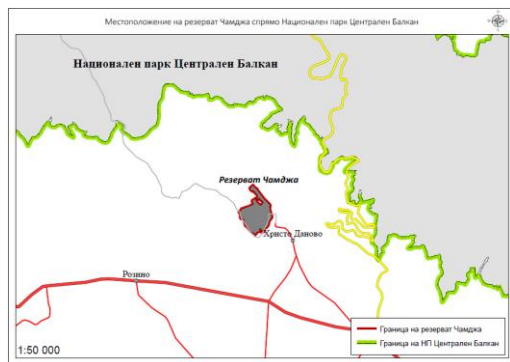 Местоположение на резерват Чамджа спрямо Национален парк Централен Балкан
Национален парк Централен Балкан
Резерват Чамджа
Христо Даново
Розино
Граница на резерват Чамджа
Граница на НП Централен Балкан
1:50 000